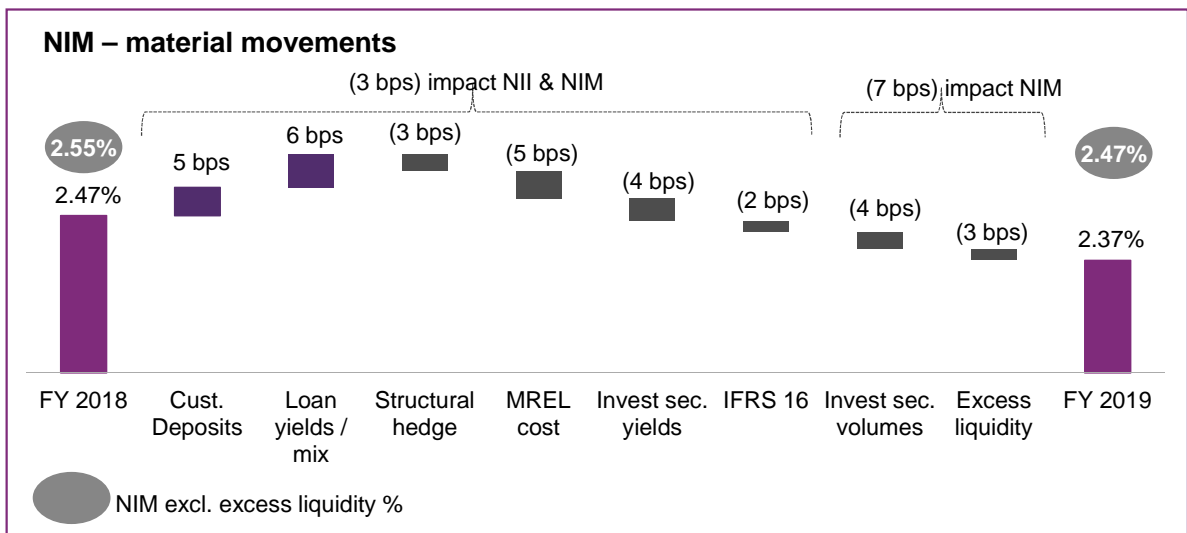 NIM – material movements
(3 bps) impact NII & NIM
(7 bps) impact NIM
2.55%
2.47%
5 bps
6 bps
(3 bps)
(5 bps)
(4 bps)
(2 bps)
(4 bps)
(3 bps)
2.47%
2.37%
FY 2018
Cust.
Deposits
Loan
yields /
mix
Structural
hedge
MREL
cost
Invest sec.
yields
IFRS 16
Invest sec.
volumes
Excess
liquidity
FY 2019
NIM excl. excess liquidity %